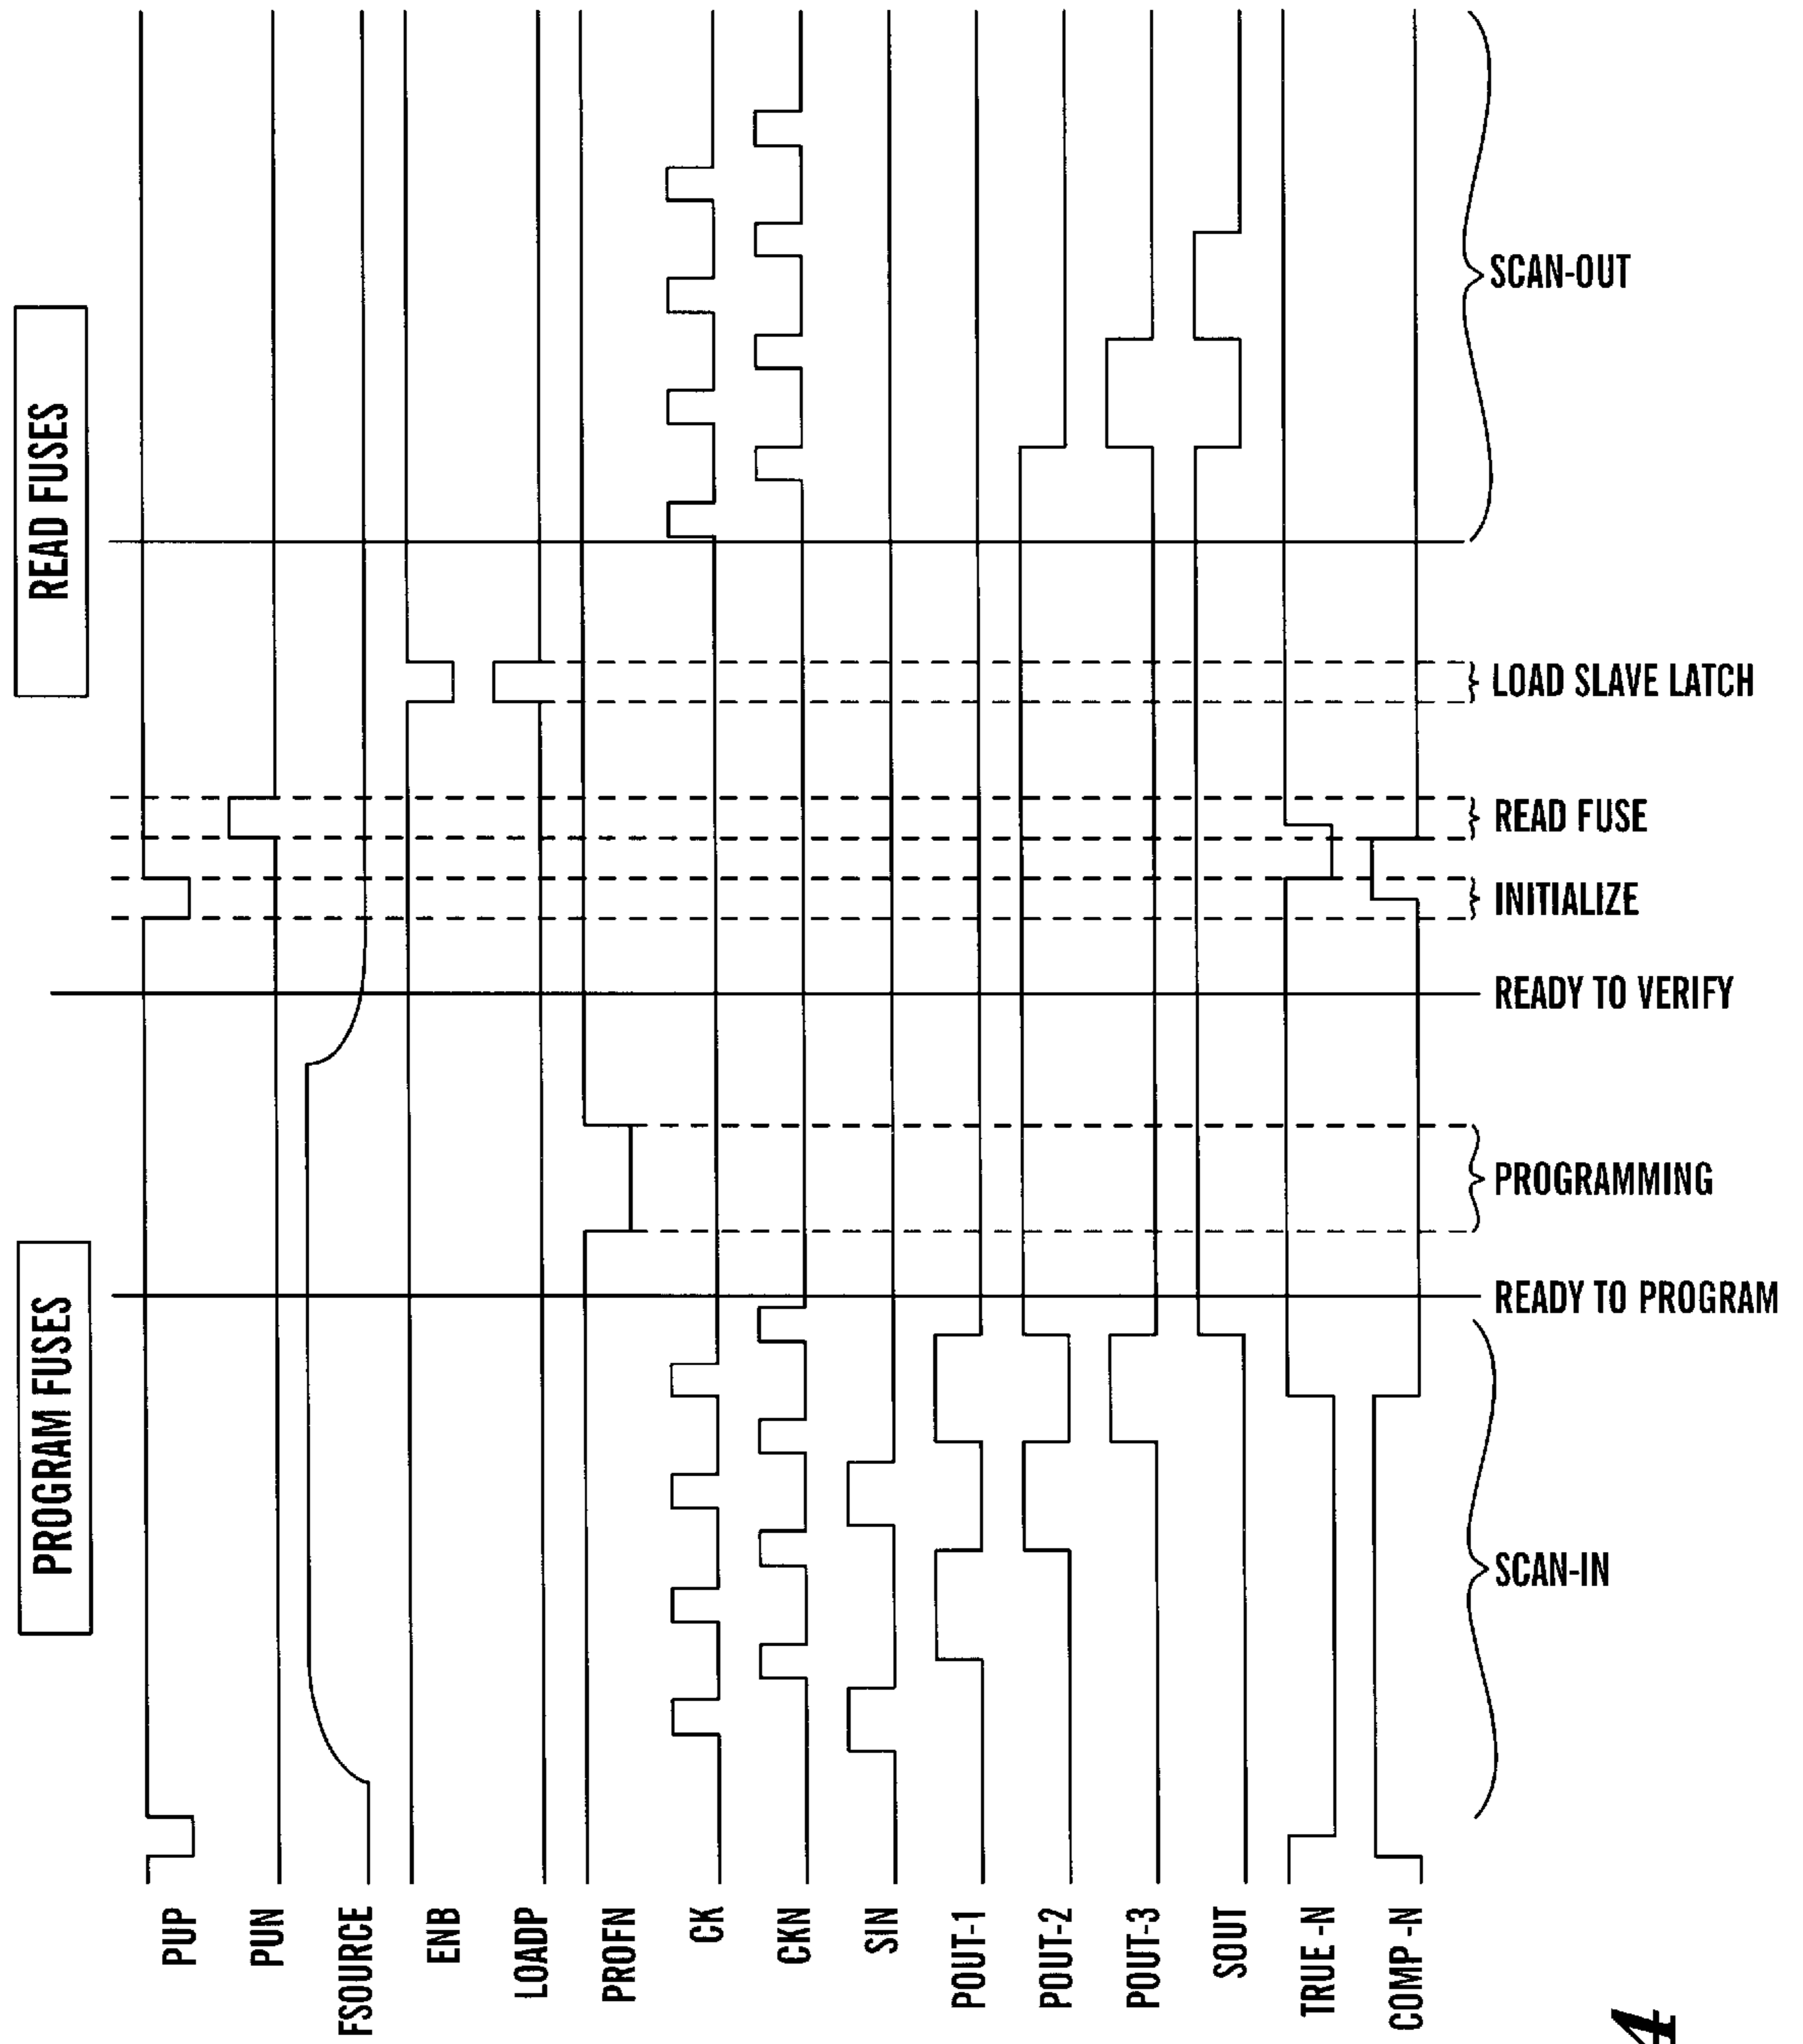 PROGRAM FUSES
READ FUSES
PUP
PUN
FSOURCE
ENB
LOADP
PROFN
CK
CKN
SIN
POUT-1
POUT-2
POUT-3
SOUT
TRUE -N
COMP -N
SCAN-IN
READY TO PROGRAM
PROGRAMMING
READY TO VERIFY
INITIALIZE
READ FUSE
LOAD SLAVE LATCH
SCAN-OUT
4